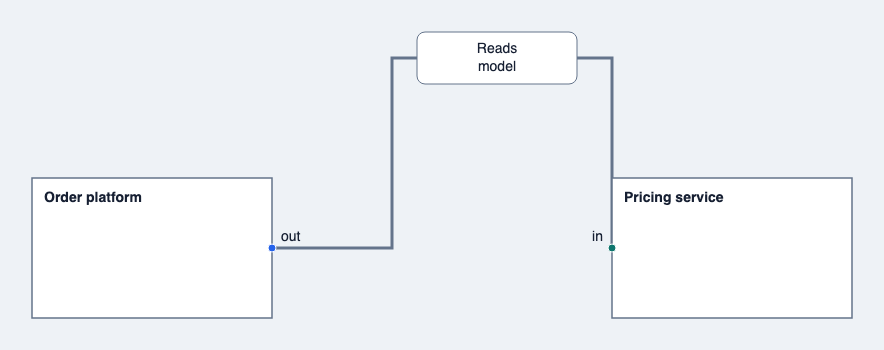 Reads
model
Order platform
Pricing service
out
in